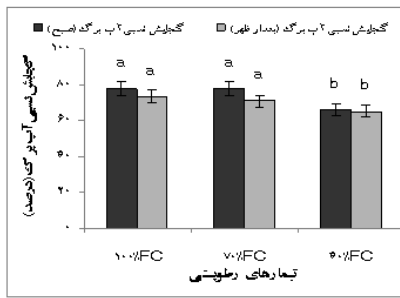 گنجایش نسبی آب برگ (صبح)
گنجایش نسبی آب برگ (بعداز ظهر)
گنجایش نسبی آب برگ (درصد)
۱۰۰
۸۰
۶۰
۴۰
۲۰
۰
a a a a b b
۱۰۰%FC ۷۰%FC ۴۰%FC
تیمارهای رطوبتی